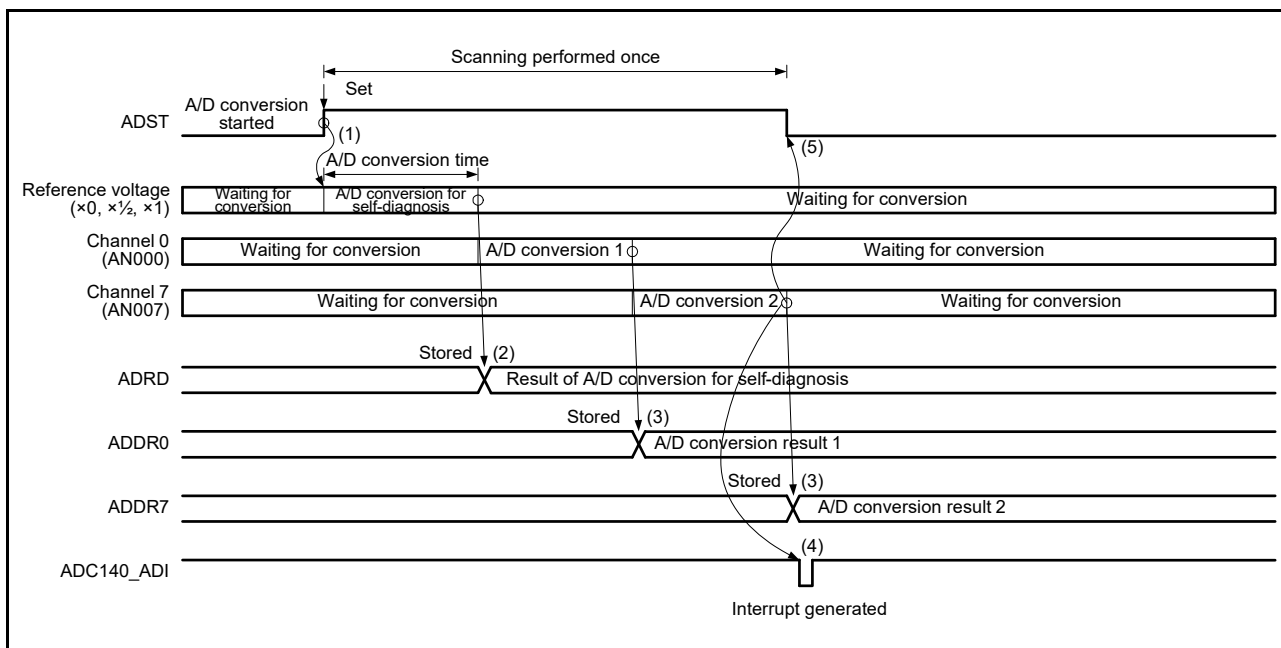 Scanning performed once
Set
A/D conversion
started
ADST
(1)
(5)
A/D conversion time
Reference voltage
(×0, ×½, ×1)
Waiting for
conversion
A/D conversion for
self-diagnosis
Waiting for conversion
Channel 0
(AN000)
Waiting for conversion
A/D conversion 1
Waiting for conversion
Channel 7
(AN007)
Waiting for conversion
A/D conversion 2
Waiting for conversion
Stored (2)
ADRD
Result of A/D conversion for self-diagnosis
Stored (3)
ADDR0
A/D conversion result 1
Stored (3)
ADDR7
A/D conversion result 2
(4)
ADC140_ADI
Interrupt generated